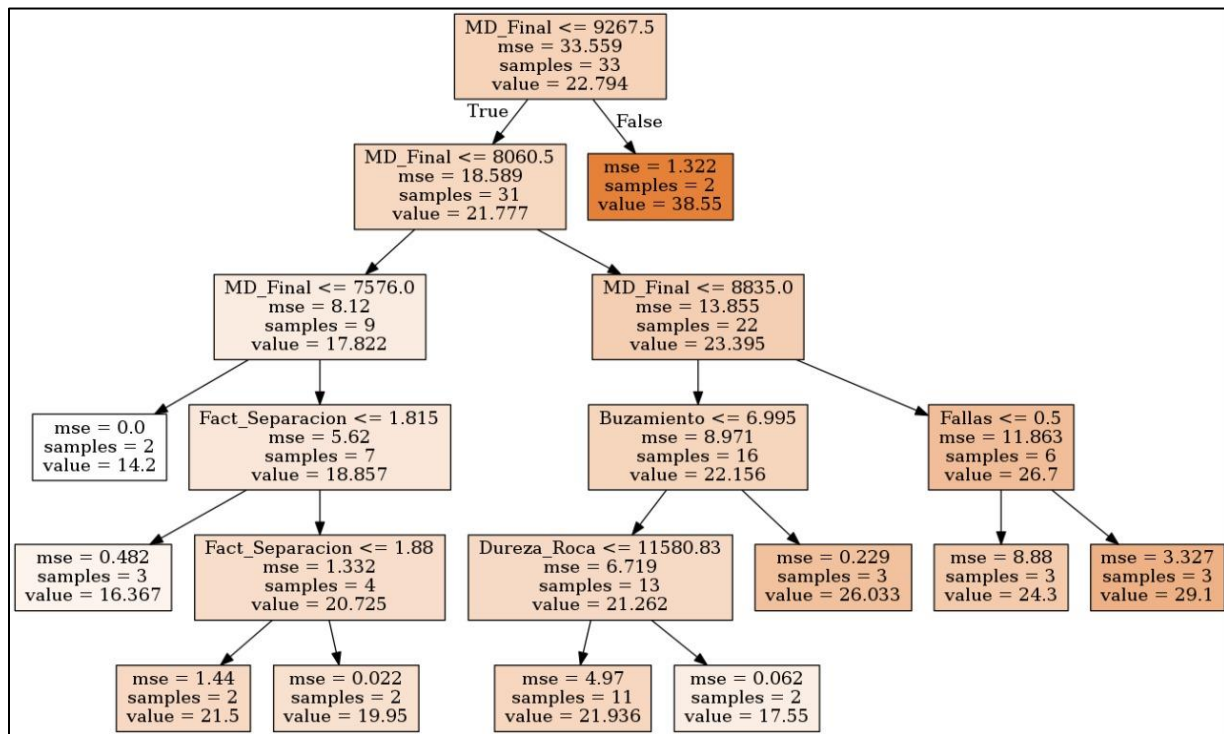 MD_Final <= 9267.5
mse = 33.559
samples = 33
value = 22.794
True
False
MD_Final <= 8060.5
mse = 18.589
samples = 31
value = 21.777
mse = 1.322
samples = 2
value = 38.55
MD_Final <= 7576.0
mse = 8.12
samples = 9
value = 17.822
MD_Final <= 8835.0
mse = 13.855
samples = 22
value = 23.395
mse = 0.0
samples = 2
value = 14.2
Fact_Separacion <= 1.815
mse = 5.62
samples = 7
value = 18.857
Buzamiento <= 6.995
mse = 8.971
samples = 16
value = 22.156
Fallas <= 0.5
mse = 11.863
samples = 6
value = 26.7
mse = 0.482
samples = 3
value = 16.367
Fact_Separacion <= 1.88
mse = 1.332
samples = 4
value = 20.725
Dureza_Roca <= 11580.83
mse = 6.719
samples = 13
value = 21.262
mse = 0.229
samples = 3
value = 26.033
mse = 8.88
samples = 3
value = 24.3
mse = 3.327
samples = 3
value = 29.1
mse = 1.44
samples = 2
value = 21.5
mse = 0.022
samples = 2
value = 19.95
mse = 4.97
samples = 11
value = 21.936
mse = 0.062
samples = 2
value = 17.55